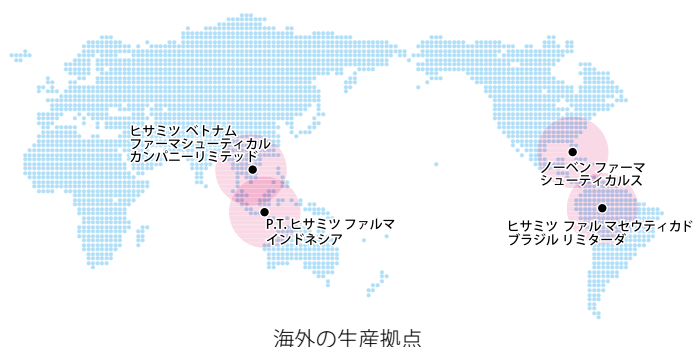 ヒサミツ ベトナム
ファーマシューティカル
カンパニーリミテッド
ノーベン ファーマ
シューティカルス
P.T. ヒサミツ ファルマ
インドネシア
ヒサミツ ファル マセウティカド
ブラジル リミターダ
海外の生産拠点